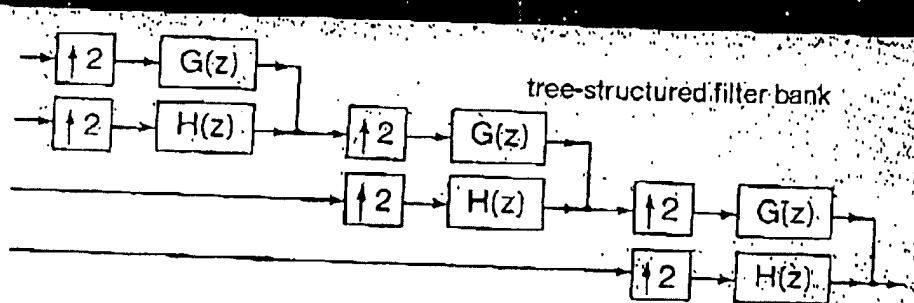 ↑2 G(z)
tree-structured filter bank
↑2 H(z) ↑2 G(z)
↑2 H(z) ↑2 G(z)
↑2 H(z)